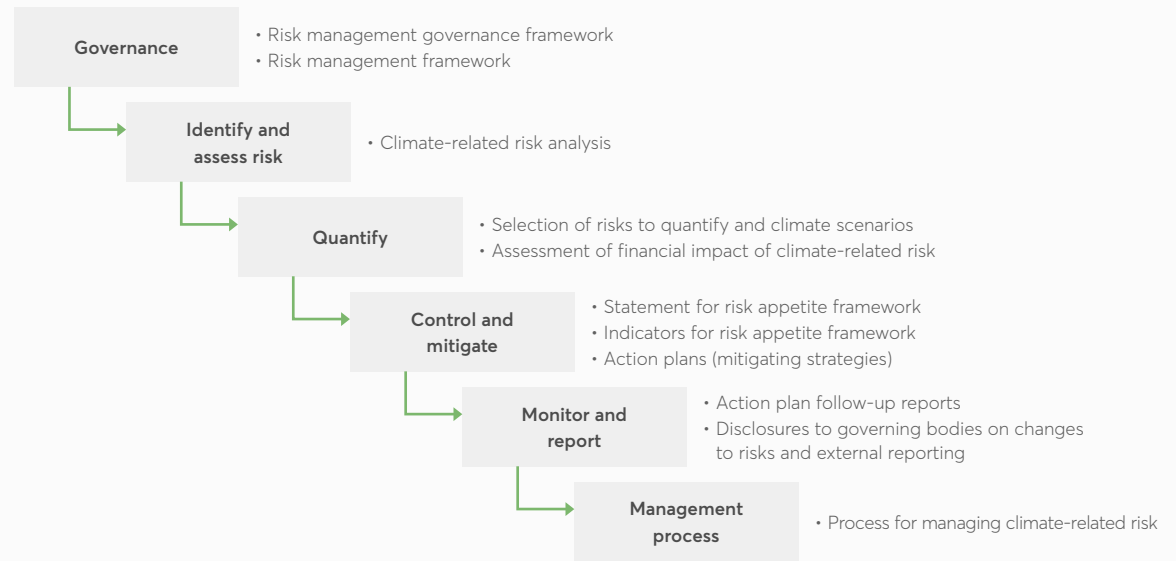 Governance
• Risk management governance framework
• Risk management framework
Identify and
assess risk
• Climate-related risk analysis
Quantify
• Selection of risks to quantify and climate scenarios
• Assessment of financial impact of climate-related risk
Control and
mitigate
• Statement for risk appetite framework
• Indicators for risk appetite framework
• Action plans (mitigating strategies)
Monitor and
report
• Action plan follow-up reports
• Disclosures to governing bodies on changes
to risks and external reporting
Management
process
• Process for managing climate-related risk